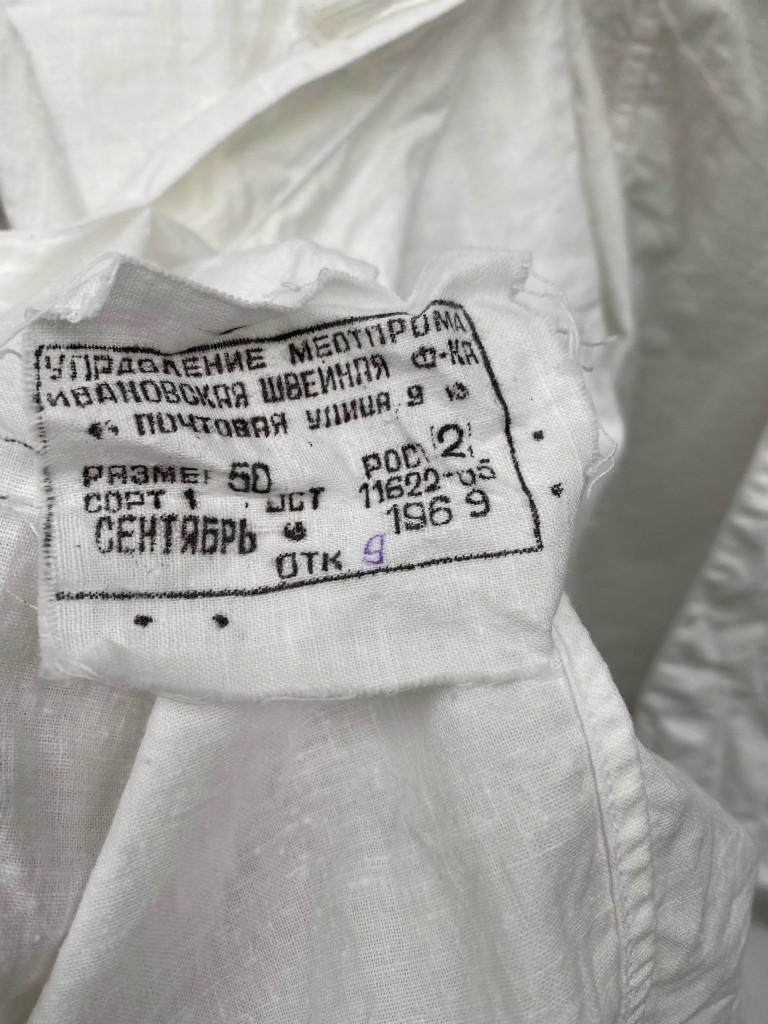 УПРАВЛЕНИЕ МЕСТПРОМА
ИВАНОВСКАЯ ШВЕЙНАЯ Ф-КА
ПОЧТОВАЯ УЛИЦА, 9
РАЗМЕР 50 РОСТ 2
СОРТ 1 ОСТ 11622-65
СЕНТЯБРЬ 1969
ОТК 9